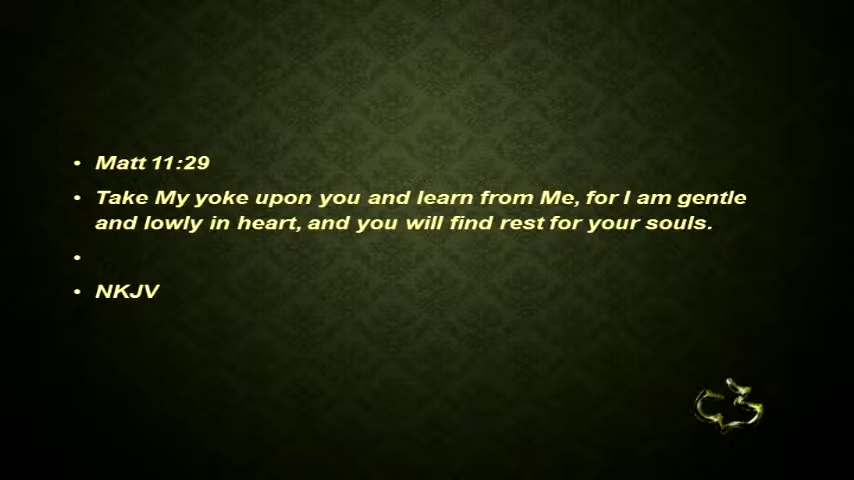 • Matt 11:29
• Take My yoke upon you and learn from Me, for I am gentle
and lowly in heart, and you will find rest for your souls.
•
• NKJV
C3